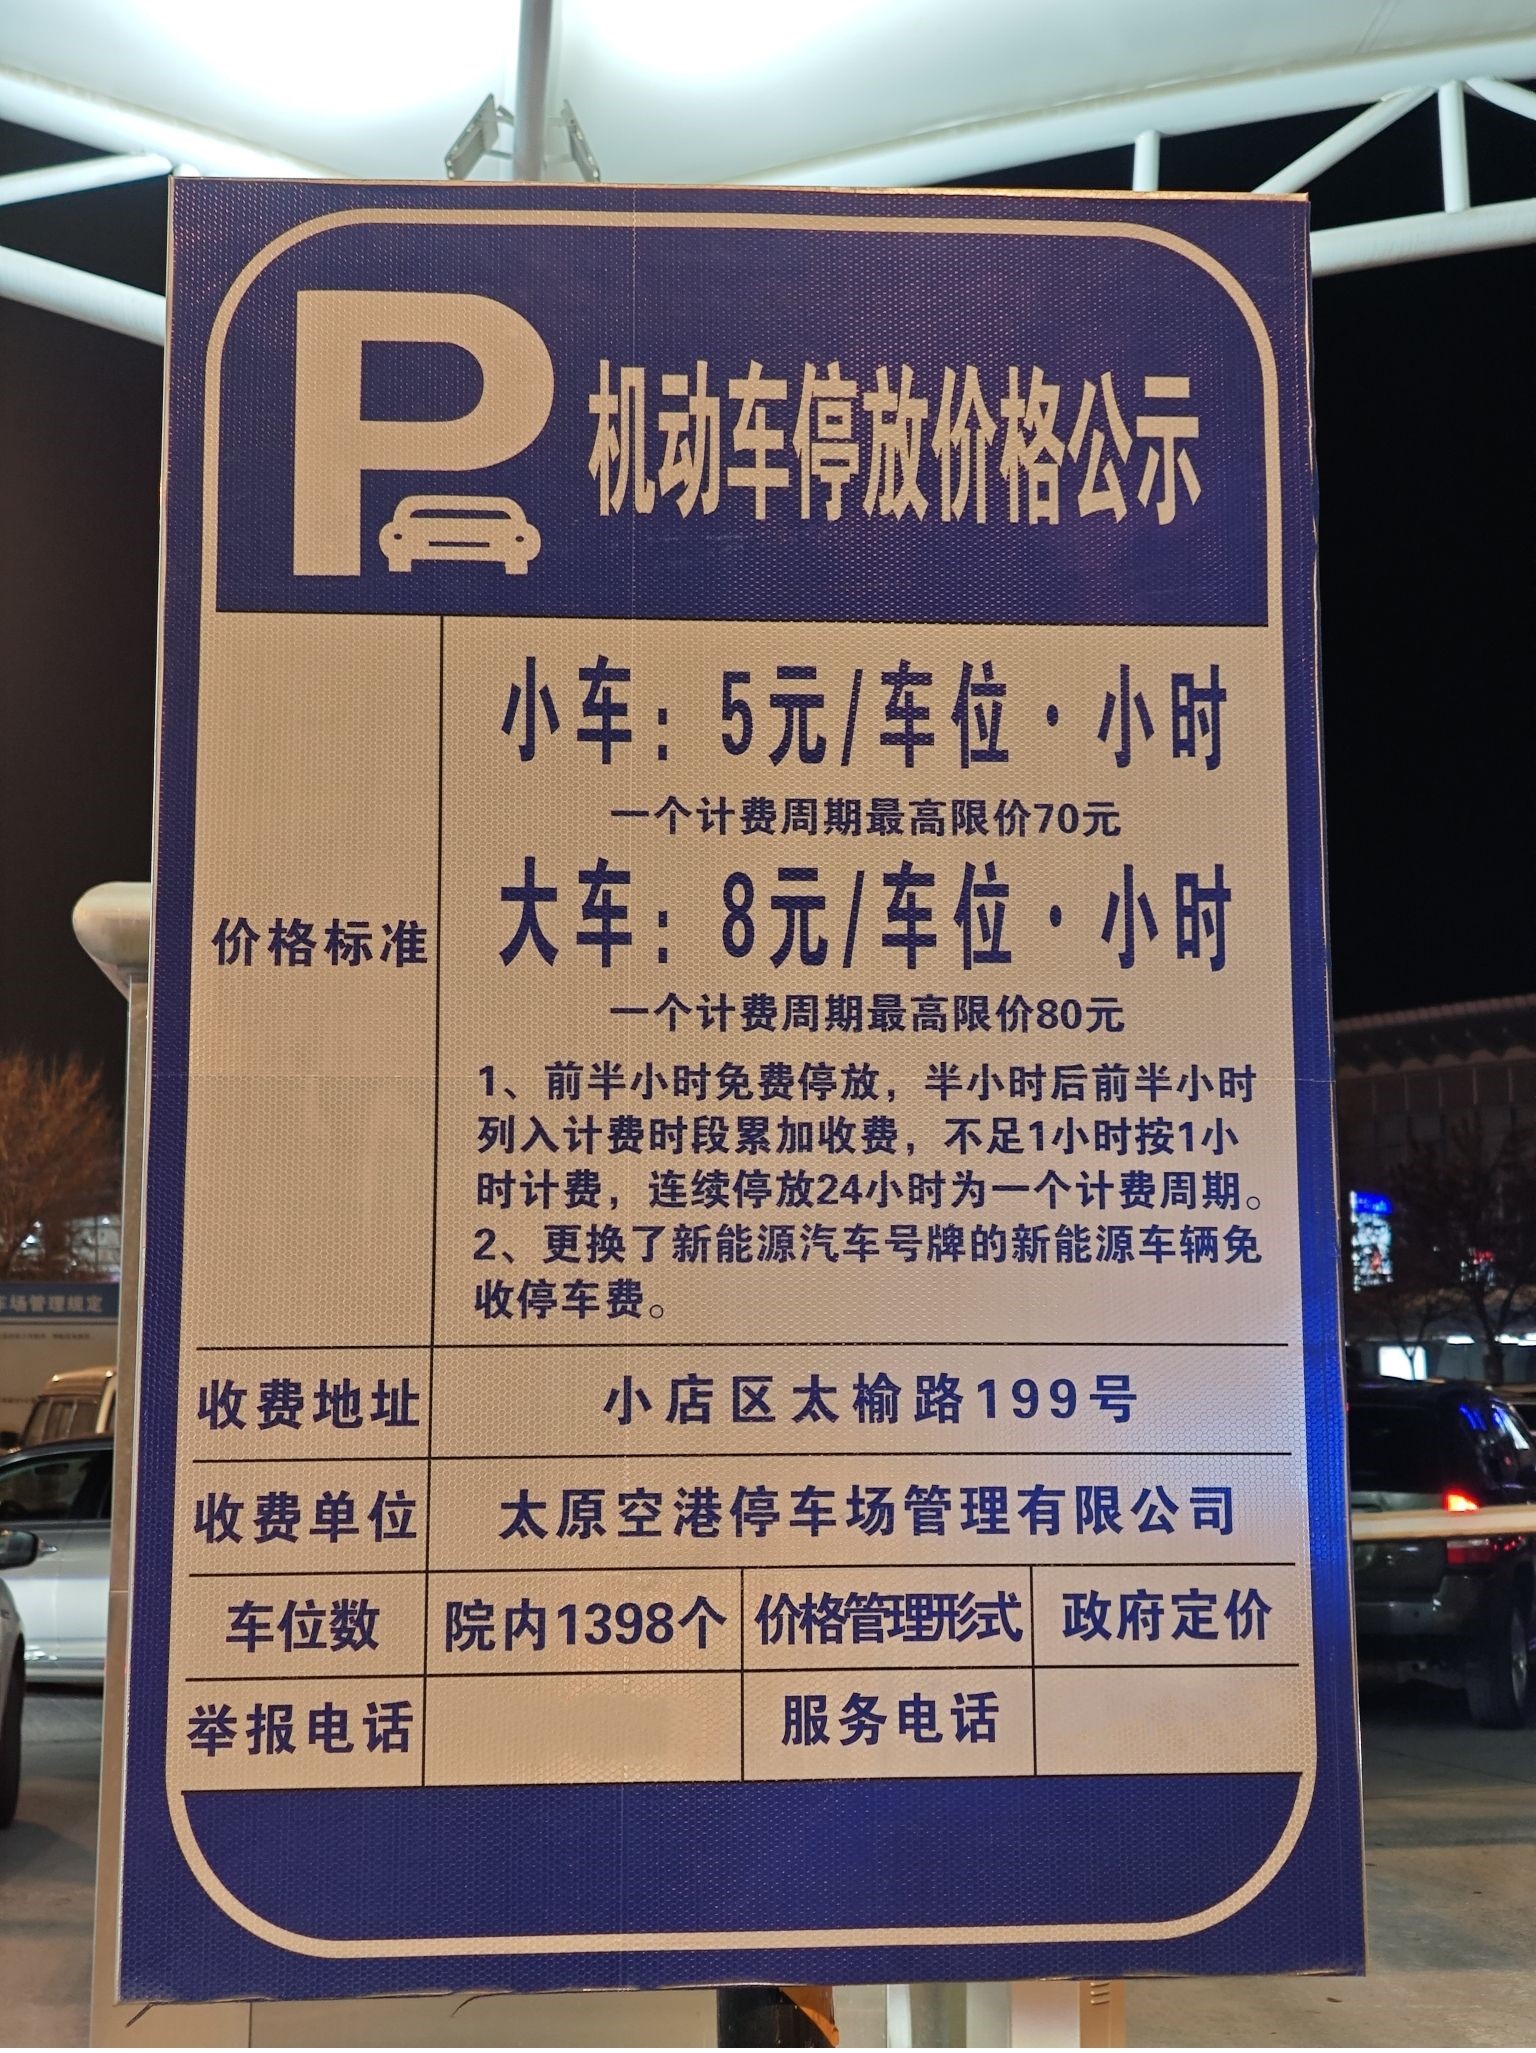 P
机动车停放价格公示
价格标准
小车：5元/车位·小时
一个计费周期最高限价70元
大车：8元/车位·小时
一个计费周期最高限价80元
1、前半小时免费停放，半小时后前半小时
列入计费时段累加收费，不足1小时按1小
时计费，连续停放24小时为一个计费周期。
2、更换了新能源汽车号牌的新能源车辆免
收停车费。
收费地址 小店区太榆路199号
收费单位 太原空港停车场管理有限公司
车位数 院内1398个 价格管理形式 政府定价
举报电话 服务电话
车场管理规定